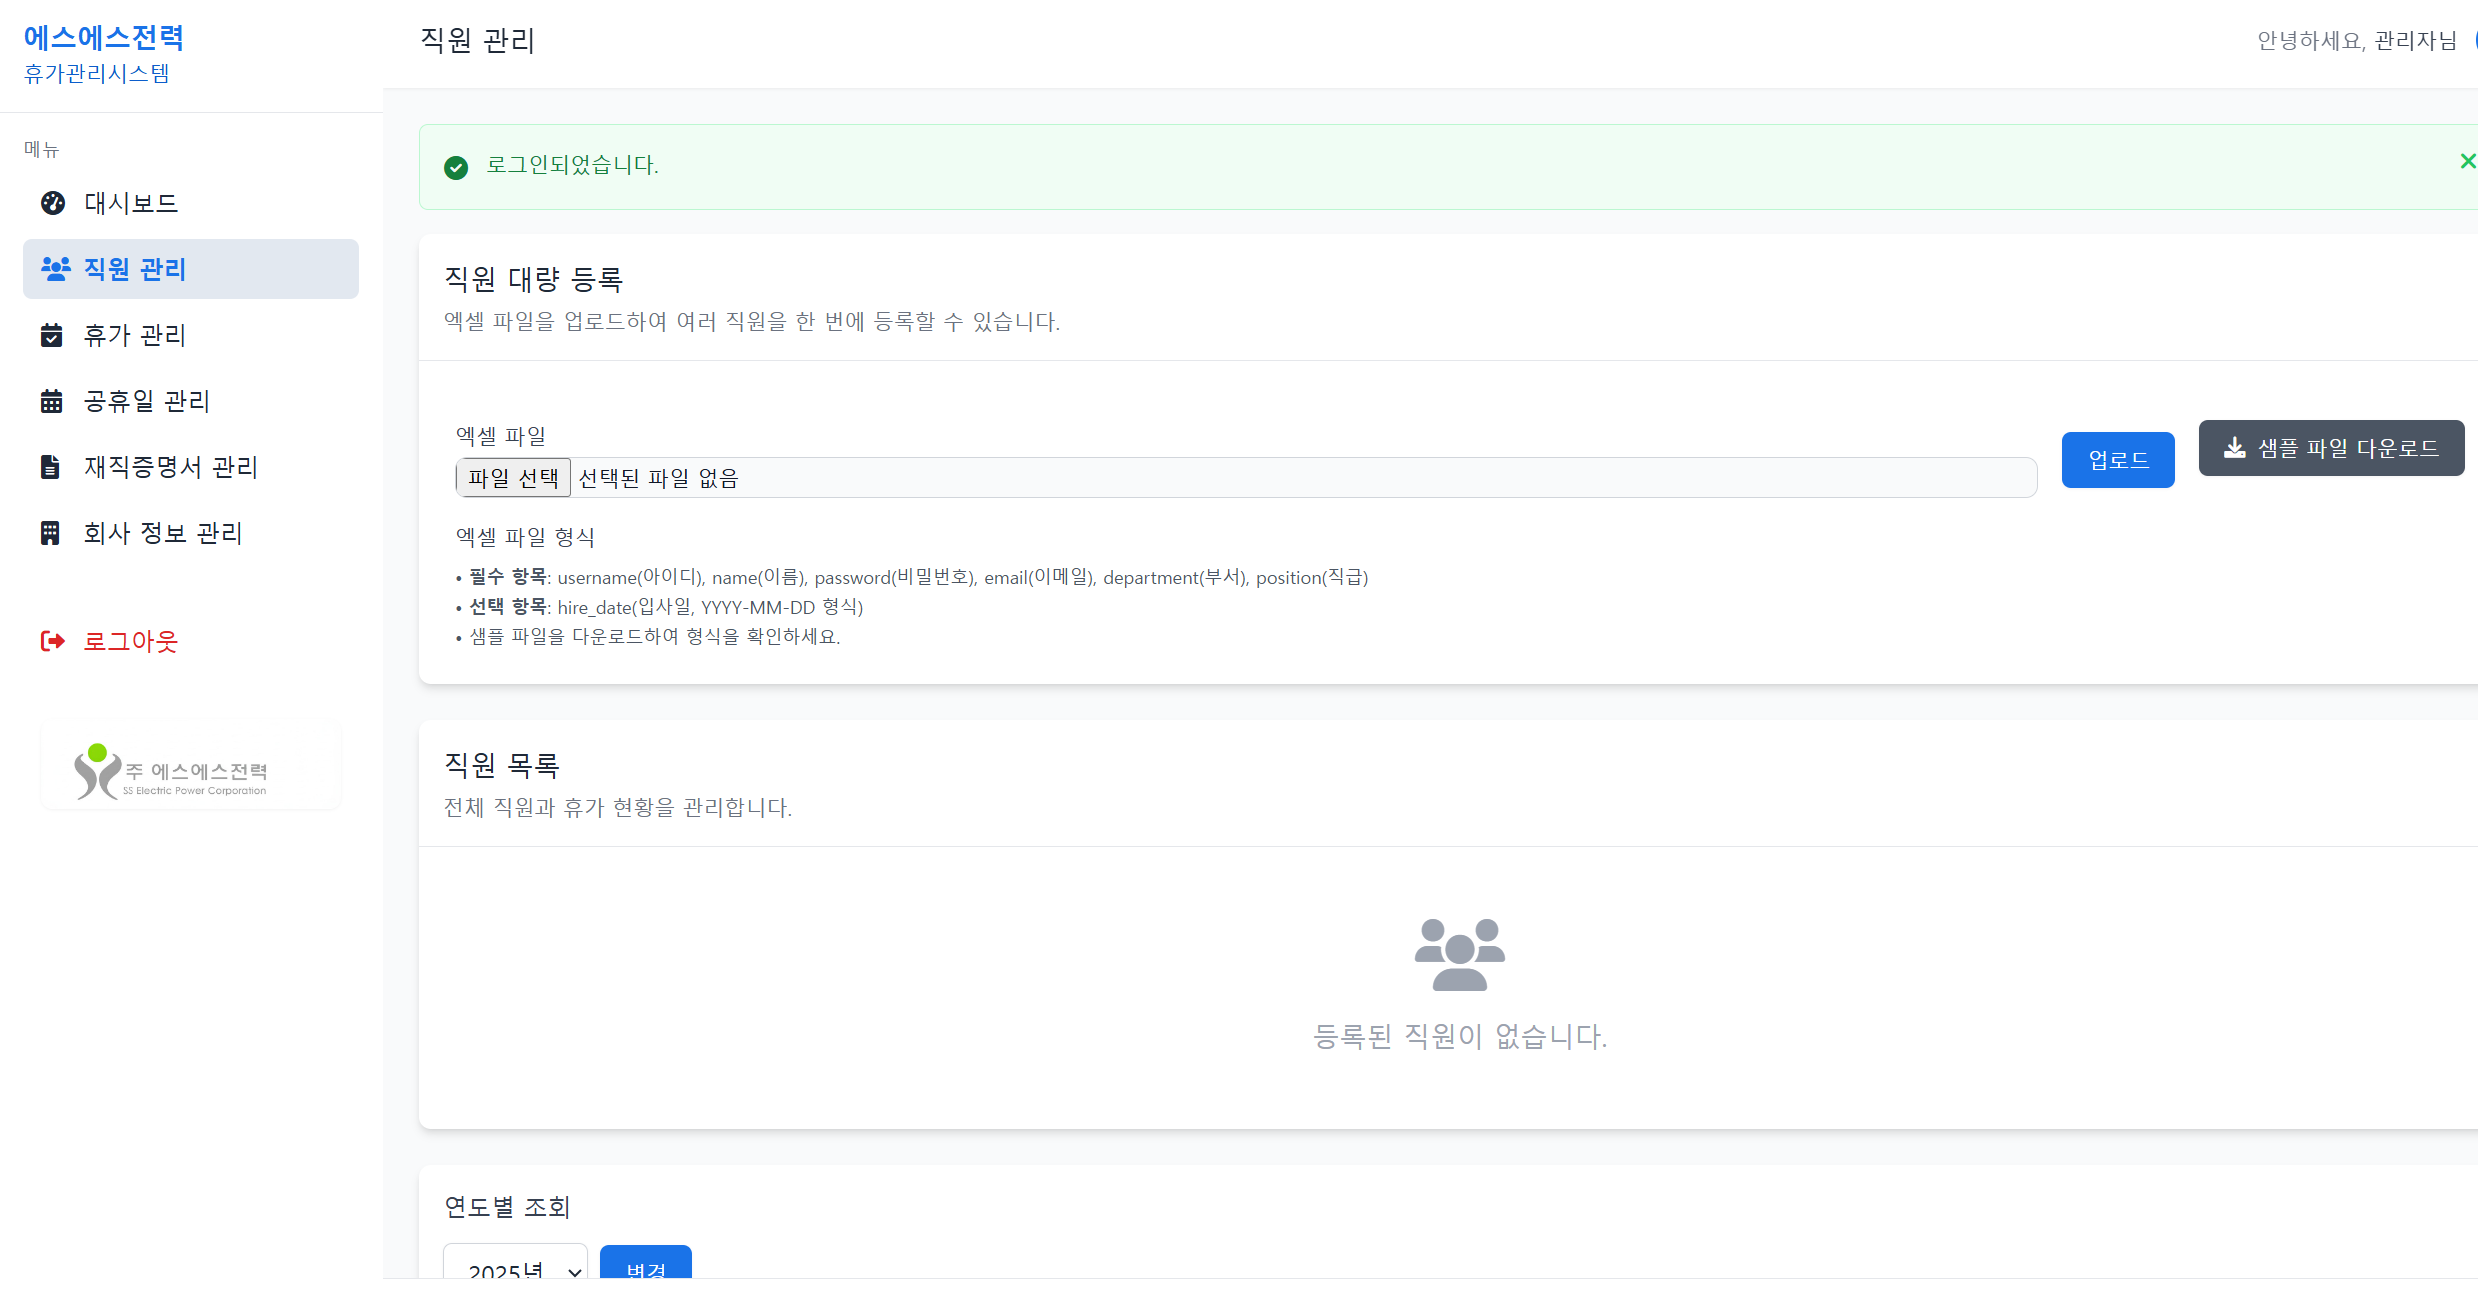 에스에스전력
휴가관리시스템
메뉴
대시보드
직원 관리
휴가 관리
공휴일 관리
재직증명서 관리
회사 정보 관리
로그아웃
주 에스에스전력
SS Electric Power Corporation
직원 관리
안녕하세요, 관리자님
로그인되었습니다.
직원 대량 등록
엑셀 파일을 업로드하여 여러 직원을 한 번에 등록할 수 있습니다.
엑셀 파일
파일 선택 선택된 파일 없음
업로드
샘플 파일 다운로드
엑셀 파일 형식
• 필수 항목: username(아이디), name(이름), password(비밀번호), email(이메일), department(부서), position(직급)
• 선택 항목: hire_date(입사일, YYYY-MM-DD 형식)
• 샘플 파일을 다운로드하여 형식을 확인하세요.
직원 목록
전체 직원과 휴가 현황을 관리합니다.
등록된 직원이 없습니다.
연도별 조회
2025년
변경